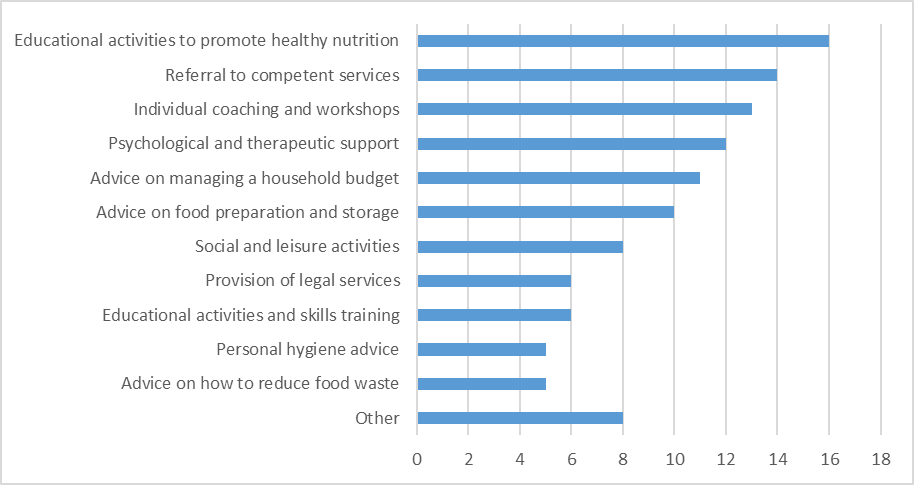 Educational activities to promote healthy nutrition
Referral to competent services
Individual coaching and workshops
Psychological and therapeutic support
Advice on managing a household budget
Advice on food preparation and storage
Social and leisure activities
Provision of legal services
Educational activities and skills training
Personal hygiene advice
Advice on how to reduce food waste
Other
0 2 4 6 8 10 12 14 16 18